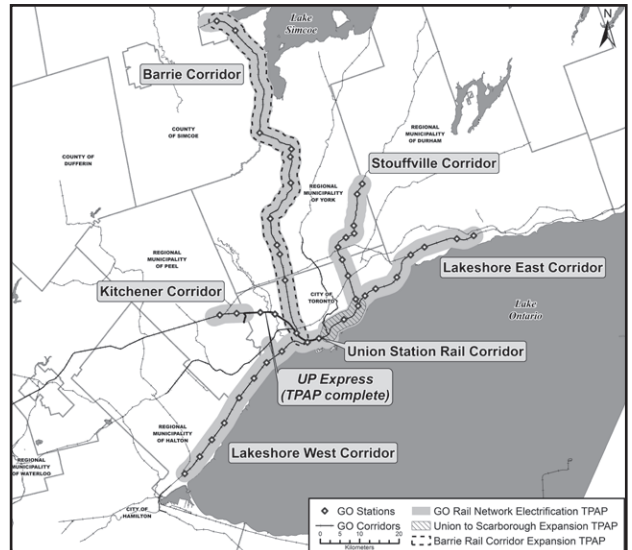 Lake
Simcoe
N
Barrie Corridor
COUNTY
OF SIMCOE
REGIONAL
MUNICIPALITY
OF DURHAM
COUNTY OF
DUFFERIN
Stouffville Corridor
REGIONAL
MUNICIPALITY
OF YORK
REGIONAL
MUNICIPALITY
OF PEEL
Lakeshore East Corridor
Kitchener Corridor
CITY OF
TORONTO
Lake
Ontario
Union Station Rail Corridor
UP Express
(TPAP complete)
REGIONAL
MUNICIPALITY
OF HALTON
Lakeshore West Corridor
REGIONAL
MUNICIPALITY
OF WATERLOO
CITY OF
HAMILTON
GO Stations
GO Rail Network Electrification TPAP
GO Corridors
Union to Scarborough Expansion TPAP
0 5 10 20
Kilometers
Barrie Rail Corridor Expansion TPAP